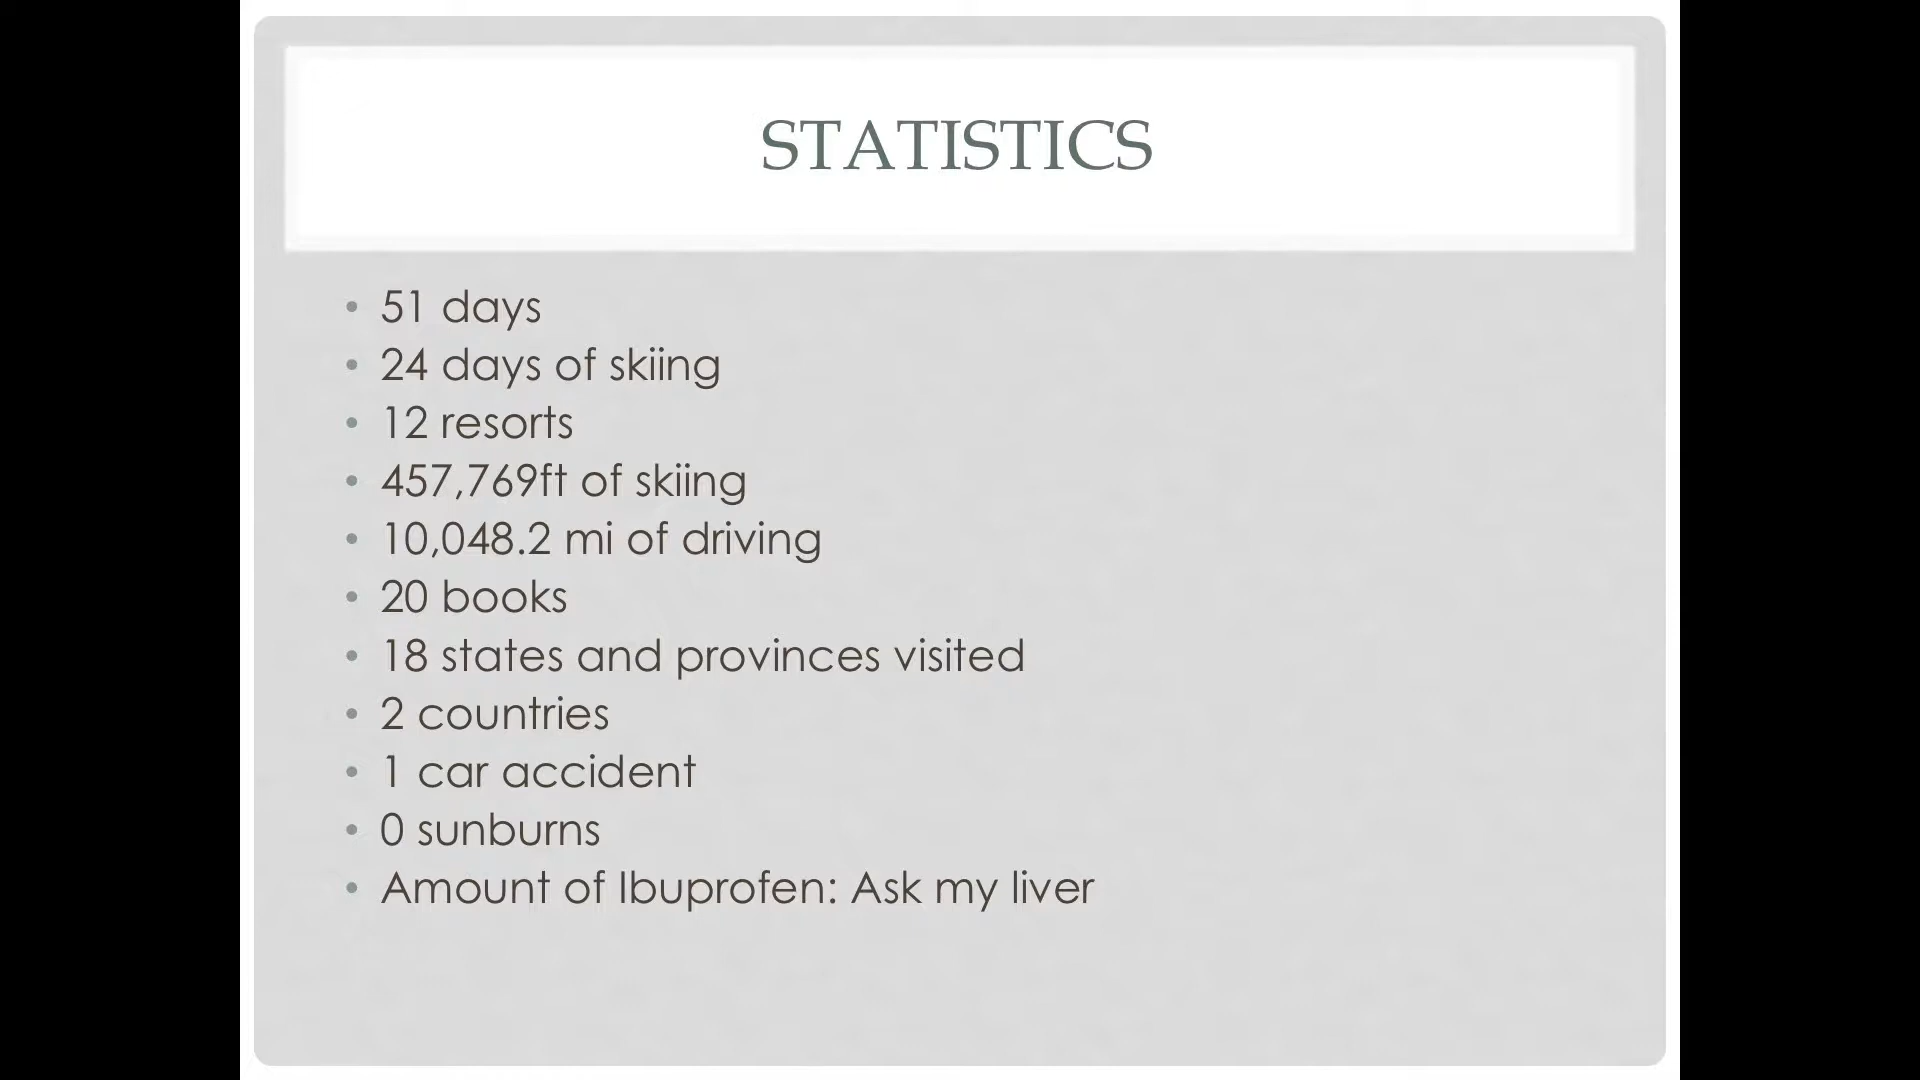 STATISTICS
• 51 days
• 24 days of skiing
• 12 resorts
• 457,769ft of skiing
• 10,048.2 mi of driving
• 20 books
• 18 states and provinces visited
• 2 countries
• 1 car accident
• 0 sunburns
• Amount of Ibuprofen: Ask my liver